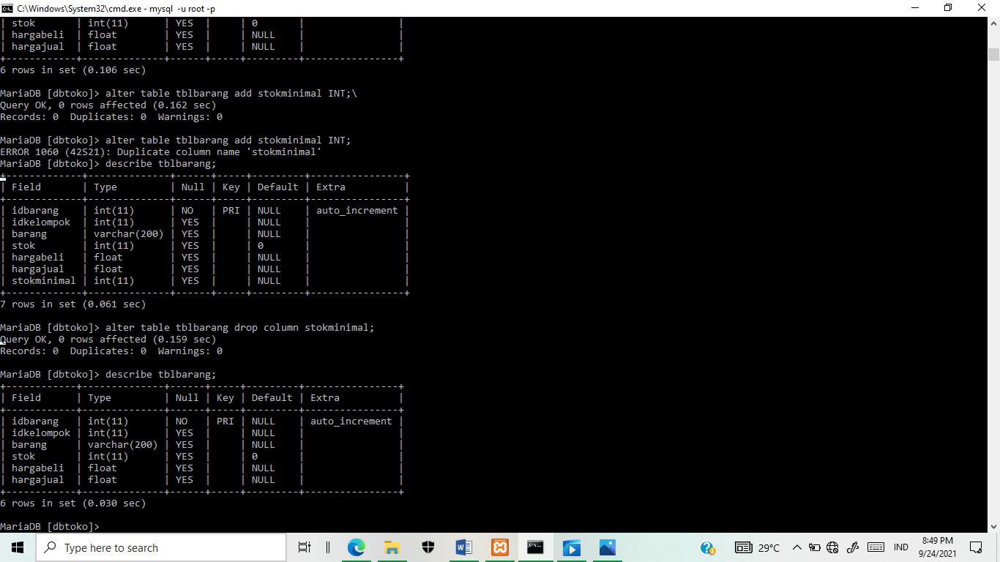 C:\Windows\System32\cmd.exe - mysql -u root -p
| stok       | int(11)      | YES  |     | 0       |                |
| hargabeli  | float        | YES  |     | NULL    |                |
| hargajual  | float        | YES  |     | NULL    |                |
+------------+--------------+------+-----+---------+----------------+
6 rows in set (0.106 sec)
MariaDB [dbtoko]> alter table tblbarang add stokminimal INT;\
Query OK, 0 rows affected (0.162 sec)
Records: 0  Duplicates: 0  Warnings: 0
MariaDB [dbtoko]> alter table tblbarang add stokminimal INT;
ERROR 1060 (42S21): Duplicate column name 'stokminimal'
MariaDB [dbtoko]> describe tblbarang;
+-------------+--------------+------+-----+---------+----------------+
| Field       | Type         | Null | Key | Default | Extra          |
+-------------+--------------+------+-----+---------+----------------+
| idbarang    | int(11)      | NO   | PRI | NULL    | auto_increment |
| idkelompok  | int(11)      | YES  |     | NULL    |                |
| barang      | varchar(200) | YES  |     | NULL    |                |
| stok        | int(11)      | YES  |     | 0       |                |
| hargabeli   | float        | YES  |     | NULL    |                |
| hargajual   | float        | YES  |     | NULL    |                |
| stokminimal | int(11)      | YES  |     | NULL    |                |
+-------------+--------------+------+-----+---------+----------------+
7 rows in set (0.061 sec)
MariaDB [dbtoko]> alter table tblbarang drop column stokminimal;
Query OK, 0 rows affected (0.159 sec)
Records: 0  Duplicates: 0  Warnings: 0
MariaDB [dbtoko]> describe tblbarang;
+------------+--------------+------+-----+---------+----------------+
| Field      | Type         | Null | Key | Default | Extra          |
+------------+--------------+------+-----+---------+----------------+
| idbarang   | int(11)      | NO   | PRI | NULL    | auto_increment |
| idkelompok | int(11)      | YES  |     | NULL    |                |
| barang     | varchar(200) | YES  |     | NULL    |                |
| stok       | int(11)      | YES  |     | 0       |                |
| hargabeli  | float        | YES  |     | NULL    |                |
| hargajual  | float        | YES  |     | NULL    |                |
+------------+--------------+------+-----+---------+----------------+
6 rows in set (0.030 sec)
MariaDB [dbtoko]>
Type here to search
29°C
IND
8:49 PM
9/24/2021